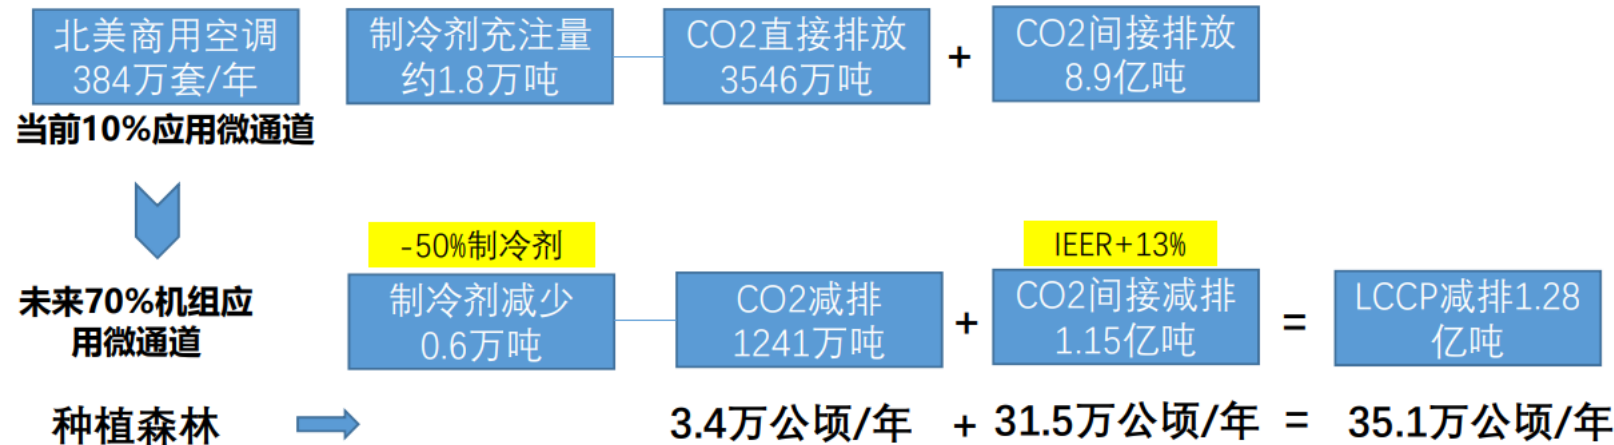 北美商用空调
384万套/年
制冷剂充注量
约1.8万吨
CO2直接排放
3546万吨
+
CO2间接排放
8.9亿吨
当前10%应用微通道
未来70%机组应
用微通道
-50%制冷剂
制冷剂减少
0.6万吨
CO2减排
1241万吨
+
IEER+13%
CO2间接减排
1.15亿吨
=
LCCP减排1.28
亿吨
种植森林
3.4万公顷/年
+
31.5万公顷/年
=
35.1万公顷/年